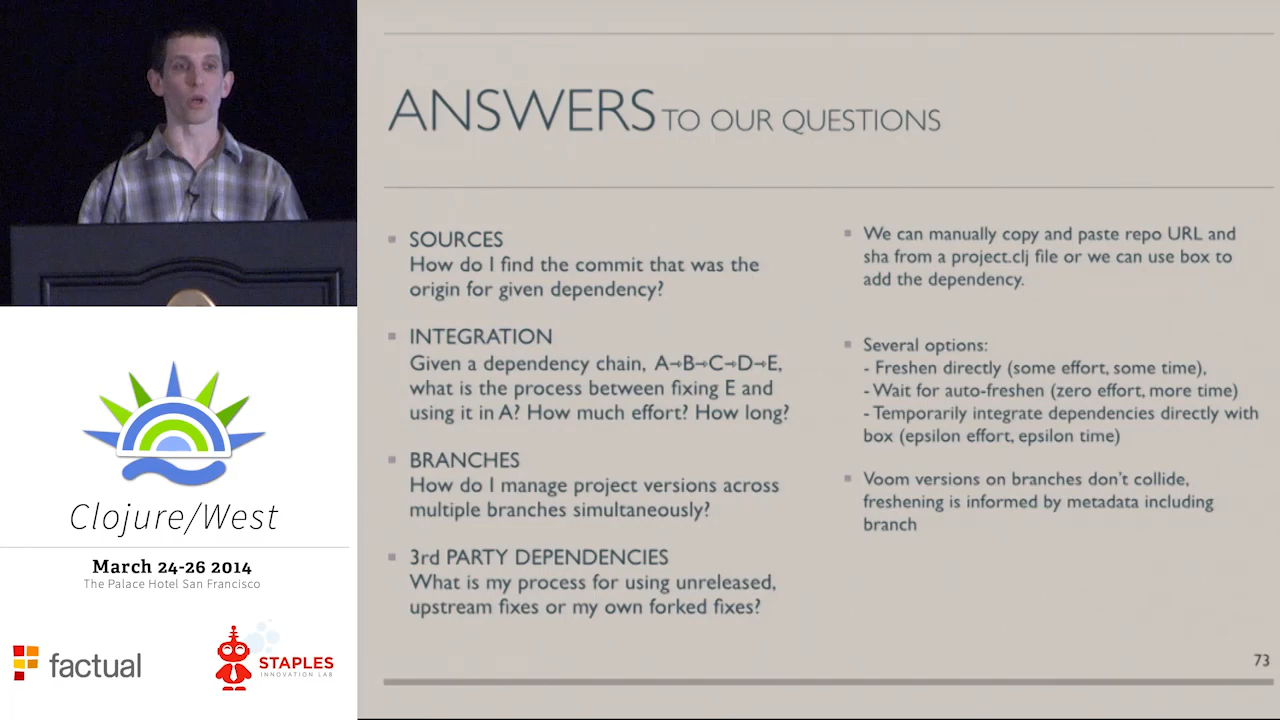 ANSWERS TO OUR QUESTIONS
SOURCES
How do I find the commit that was the
origin for given dependency?
INTEGRATION
Given a dependency chain, A→B→C→D→E,
what is the process between fixing E and
using it in A? How much effort? How long?
BRANCHES
How do I manage project versions across
multiple branches simultaneously?
3rd PARTY DEPENDENCIES
What is my process for using unreleased,
upstream fixes or my own forked fixes?
We can manually copy and paste repo URL and
sha from a project.clj file or we can use box to
add the dependency.
Several options:
- Freshen directly (some effort, some time),
- Wait for auto-freshen (zero effort, more time)
- Temporarily integrate dependencies directly with
box (epsilon effort, epsilon time)
Voom versions on branches don't collide,
freshening is informed by metadata including
branch
73
Clojure/West
March 24-26 2014
The Palace Hotel San Francisco
factual
STAPLES
INNOVATION LAB